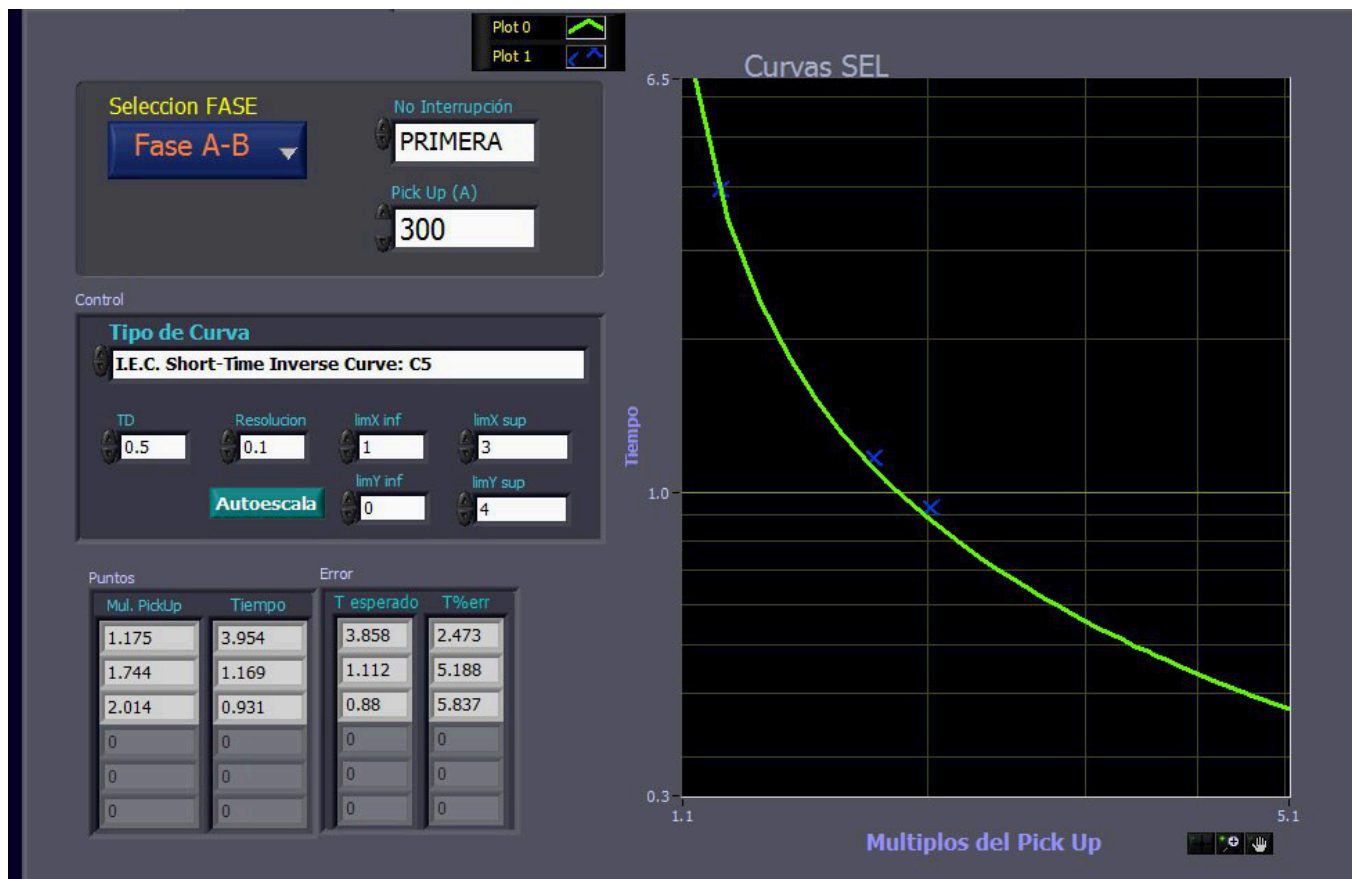 Plot 0
Plot 1
Curvas SEL
Seleccion FASE
Fase A-B
No Interrupción
PRIMERA
Pick Up (A)
300
Control
Tipo de Curva
I.E.C. Short-Time Inverse Curve: C5
TD Resolucion limX inf limX sup
0.5 0.1 1 3
limY inf limY sup
Autoescala 0 4
Puntos Error
Mul. PickUp Tiempo T esperado T%err
1.175 3.954 3.858 2.473
1.744 1.169 1.112 5.188
2.014 0.931 0.88 5.837
0 0 0 0
0 0 0 0
0 0 0 0
6.5
Tiempo
1.0
0.3
1.1 5.1
Multiplos del Pick Up